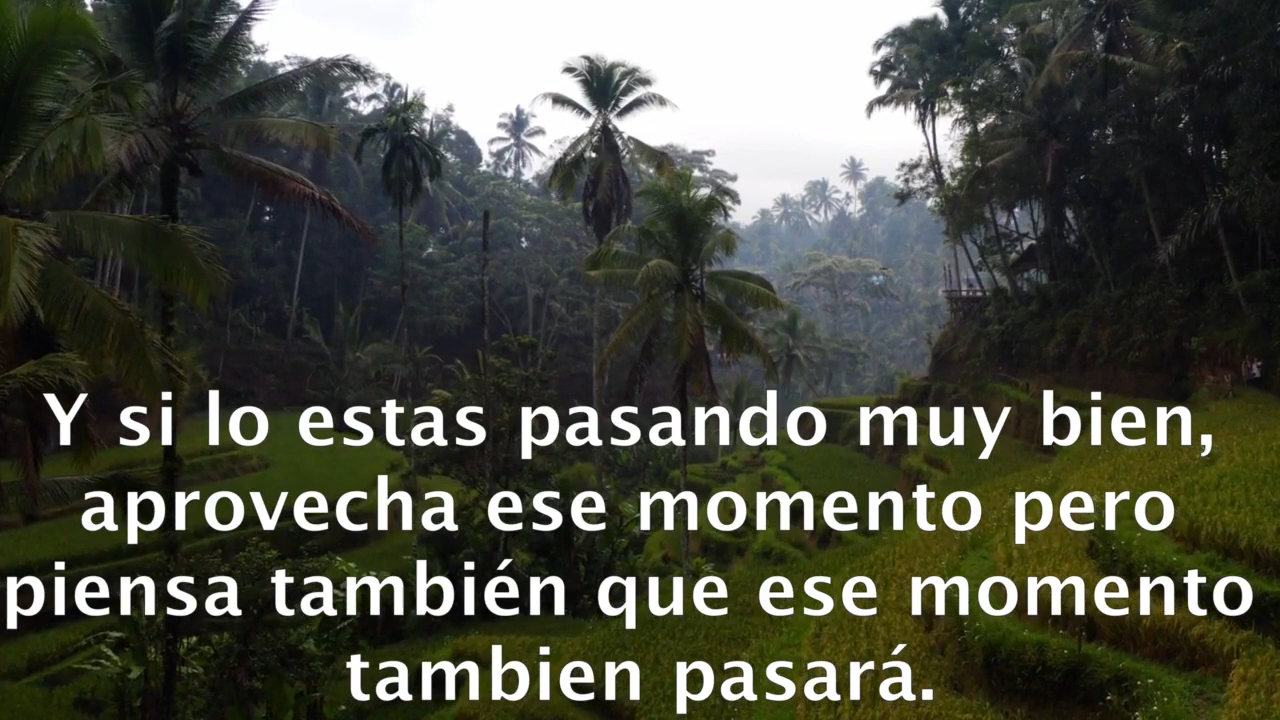 Y si lo estas pasando muy bien,
aprovecha ese momento pero
piensa también que ese momento
tambien pasará.